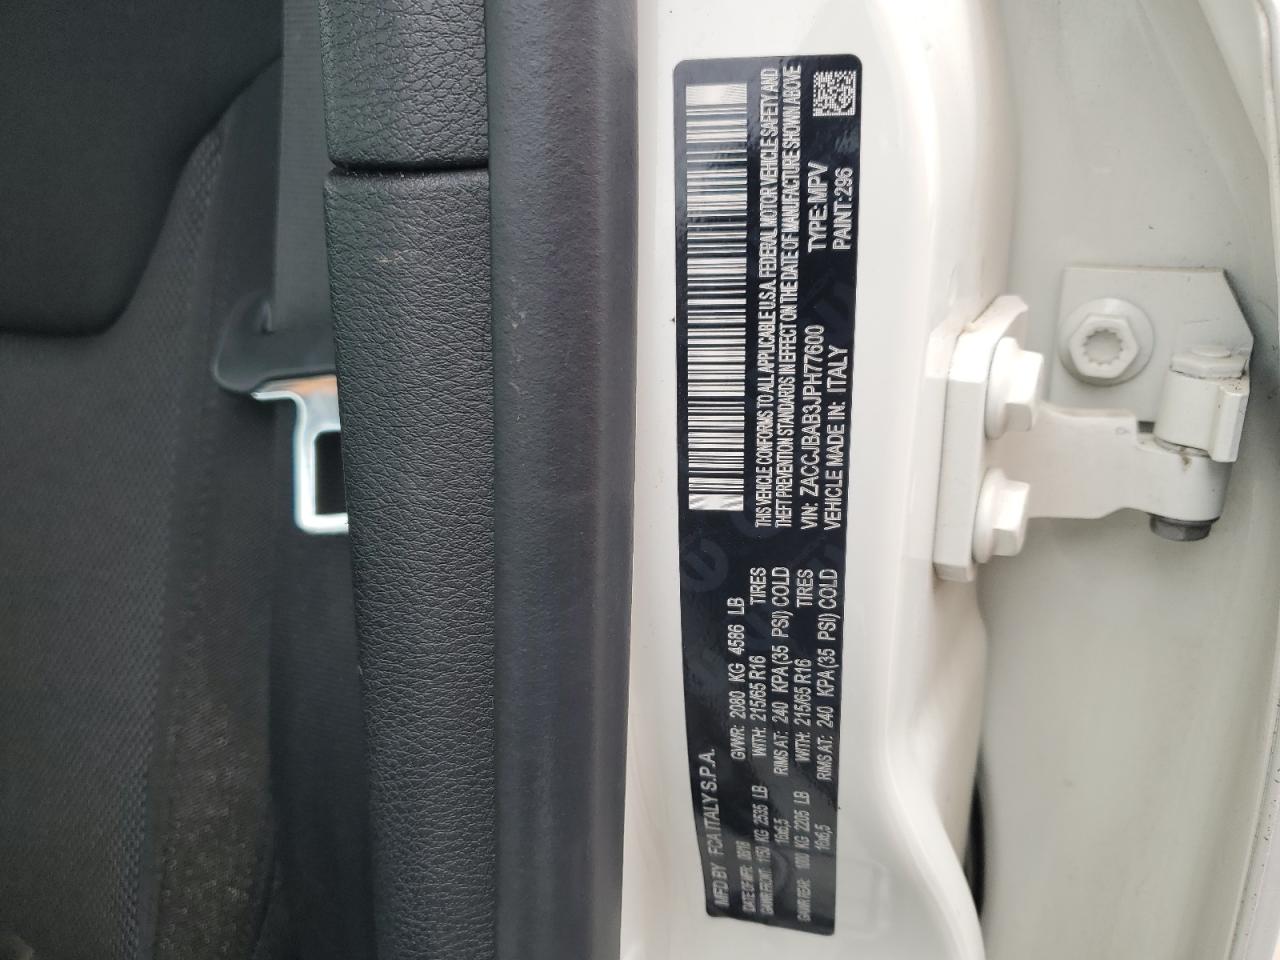 MFD BY FCA ITALY S.P.A.
DATE OF MFR: GVWR: 2080 KG 4586 LB
GAWR FRONT: 1150 KG 2535 LB WITH: 215/65 R16 TIRES
16x6,5 RIMS AT: 240 KPA (35 PSI) COLD
GAWR REAR: 1000 KG 2205 LB WITH: 215/65 R16 TIRES
16x6,5 RIMS AT: 240 KPA (35 PSI) COLD
THIS VEHICLE CONFORMS TO ALL APPLICABLE U.S.A. FEDERAL MOTOR VEHICLE SAFETY AND
THEFT PREVENTION STANDARDS IN EFFECT ON THE DATE OF MANUFACTURE SHOWN ABOVE
VIN: ZACCJBAB3JPH77600 TYPE: MPV
VEHICLE MADE IN: ITALY PAINT: 296